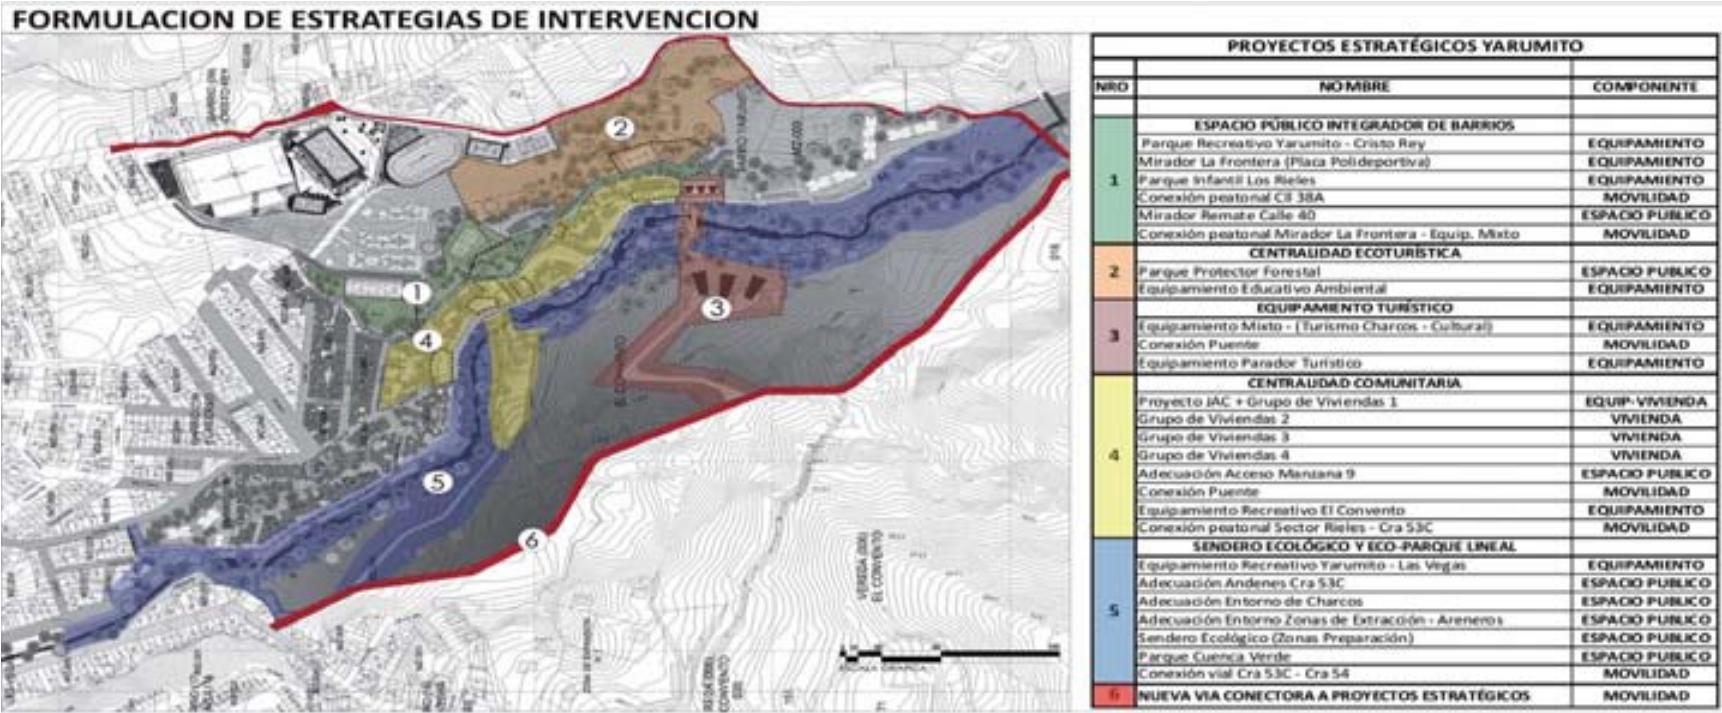 FORMULACION DE ESTRATEGIAS DE INTERVENCION
2
1
3
4
5
6
VEREDA (006)
EL CONVENTO
ESCALA GRAFICA
PROYECTOS ESTRATÉGICOS YARUMITO
NRO NOMBRE COMPONENTE
1
ESPACIO PÚBLICO INTEGRADOR DE BARRIOS
Parque Recreativo Yarumito - Cristo Rey EQUIPAMIENTO
Mirador La Frontera (Placa Polideportiva) EQUIPAMIENTO
Parque Infantil Los Rieles EQUIPAMIENTO
Conexión peatonal Cll 38A MOVILIDAD
Mirador Remate Calle 40 ESPACIO PUBLICO
Conexión peatonal Mirador La Frontera - Equip. Mixto MOVILIDAD
2
CENTRALIDAD ECOTURÍSTICA
Parque Protector Forestal ESPACIO PUBLICO
Equipamiento Educativo Ambiental EQUIPAMIENTO
3
EQUIPAMIENTO TURÍSTICO
Equipamiento Mixto - (Turismo Charcos - Cultural) EQUIPAMIENTO
Conexión Puente MOVILIDAD
Equipamiento Parador Turístico EQUIPAMIENTO
4
CENTRALIDAD COMUNITARIA
Proyecto JAC + Grupo de Viviendas 1 EQUIP-VIVIENDA
Grupo de Viviendas 2 VIVIENDA
Grupo de Viviendas 3 VIVIENDA
Grupo de Viviendas 4 VIVIENDA
Adecuación Acceso Manzana 9 ESPACIO PUBLICO
Conexión Puente MOVILIDAD
Equipamiento Recreativo El Convento EQUIPAMIENTO
Conexión peatonal Sector Rieles - Cra 53C MOVILIDAD
5
SENDERO ECOLÓGICO Y ECO-PARQUE LINEAL
Equipamiento Recreativo Yarumito - Las Vegas EQUIPAMIENTO
Adecuación Andenes Cra 53C ESPACIO PUBLICO
Adecuación Entorno de Charcos ESPACIO PUBLICO
Adecuación Entorno Zonas de Extracción - Areneros ESPACIO PUBLICO
Sendero Ecológico (Zonas Preparación) ESPACIO PUBLICO
Parque Cuenca Verde ESPACIO PUBLICO
Conexión vial Cra 53C - Cra 54 MOVILIDAD
6 NUEVA VIA CONECTORA A PROYECTOS ESTRATÉGICOS MOVILIDAD